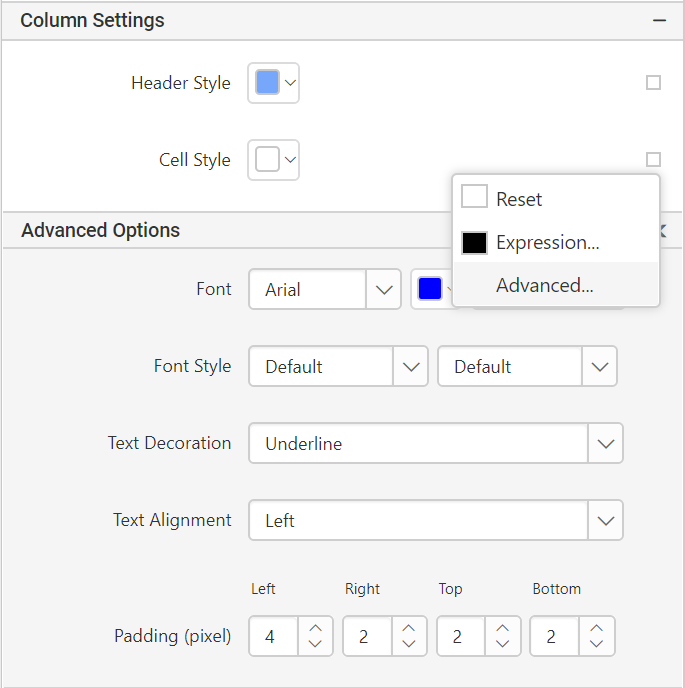 Column Settings
Header Style
Cell Style
Reset
Expression...
Advanced...
Advanced Options
Font Arial
Font Style Default Default
Text Decoration Underline
Text Alignment Left
Left Right Top Bottom
Padding (pixel) 4 2 2 2